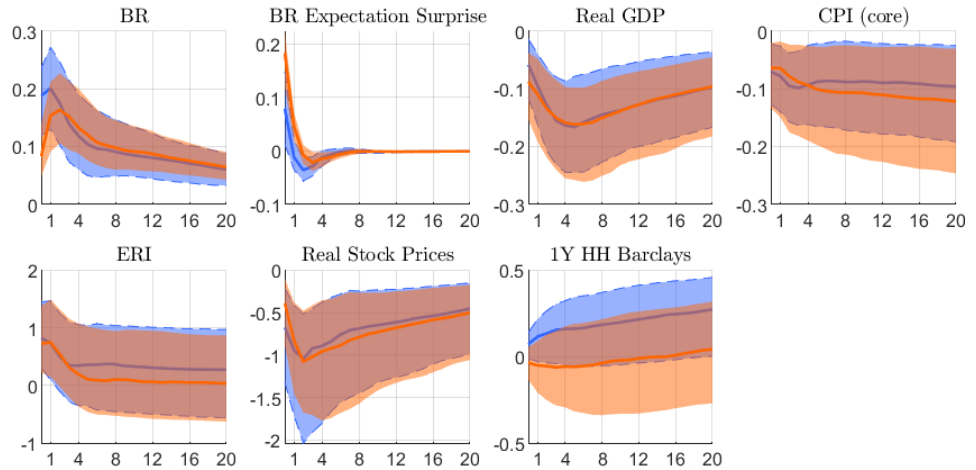 BR
0.3
0.2
0.1
0
1 4 8 12 16 20
BR Expectation Surprise
0.2
0.1
0
-0.1
1 4 8 12 16 20
Real GDP
0
-0.1
-0.2
-0.3
1 4 8 12 16 20
CPI (core)
0
-0.1
-0.2
-0.3
1 4 8 12 16 20
ERI
2
1
0
-1
1 4 8 12 16 20
Real Stock Prices
0
-0.5
-1
-1.5
-2
1 4 8 12 16 20
1Y HH Barclays
0.5
0
-0.5
1 4 8 12 16 20